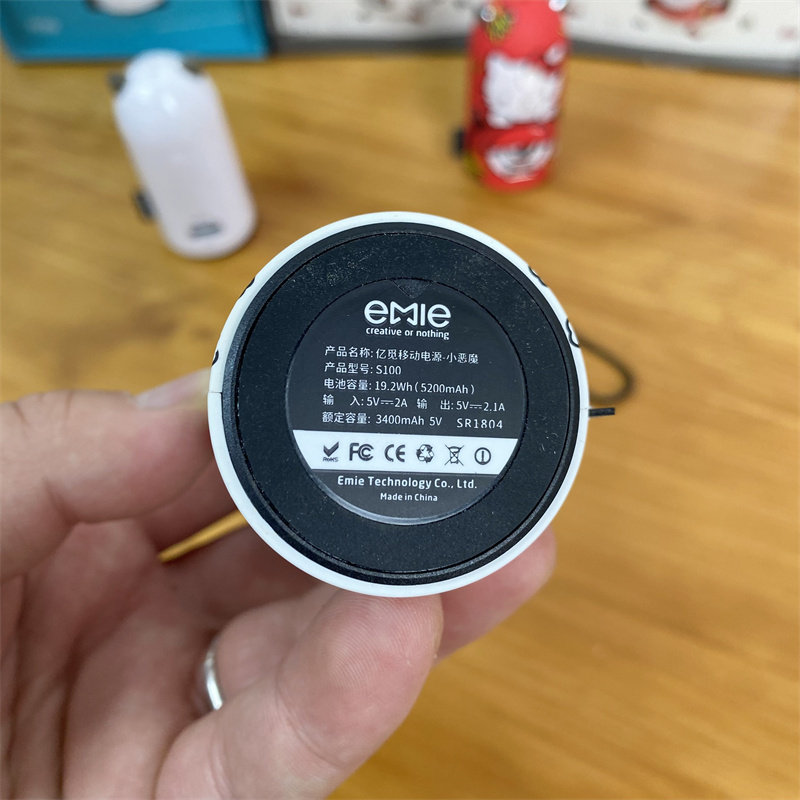 emie
creative or nothing
产品名称: 亿觅移动电源-小恶魔
产品型号: S100
电池容量: 19.2Wh (5200mAh)
输 入: 5V⎓2A 输 出: 5V⎓2.1A
额定容量: 3400mAh 5V SR1804
RoHS FC CE
Emie Technology Co., Ltd.
Made in China